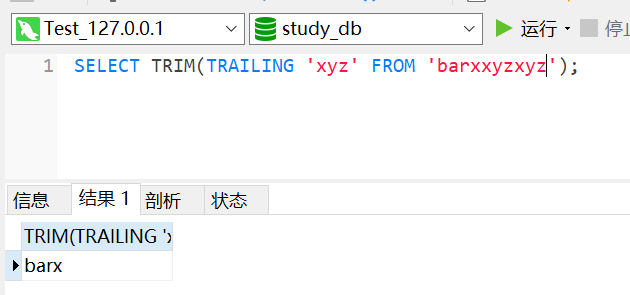 Test_127.0.0.1 study_db 运行 停止
1 SELECT TRIM(TRAILING 'xyz' FROM 'barxxyzxyz');
信息 结果 1 剖析 状态
TRIM(TRAILING 'x
barx